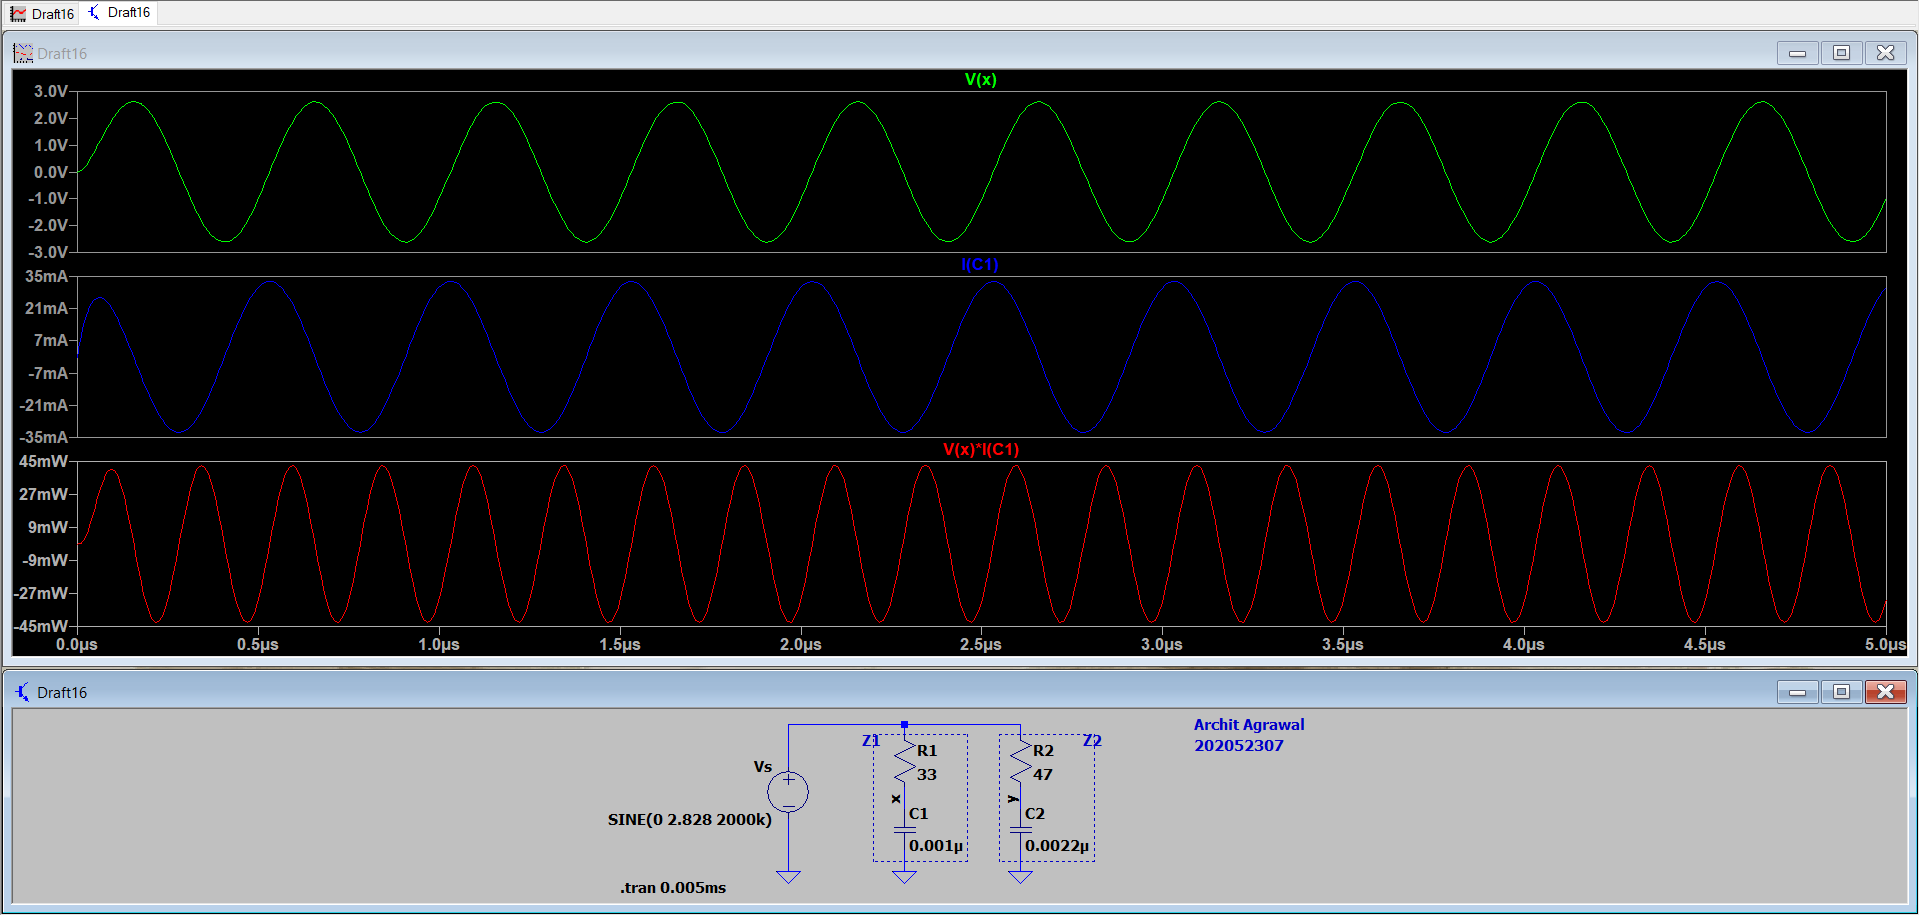 Draft16 Draft16
Draft16
V(x)
3.0V
2.0V
1.0V
0.0V
-1.0V
-2.0V
-3.0V
I(C1)
35mA
21mA
7mA
-7mA
-21mA
-35mA
V(x)*I(C1)
45mW
27mW
9mW
-9mW
-27mW
-45mW
0.0µs 0.5µs 1.0µs 1.5µs 2.0µs 2.5µs 3.0µs 3.5µs 4.0µs 4.5µs 5.0µs
Draft16
Archit Agrawal
202052307
Z1 Z2
R1 R2
Vs
33 47
x y
C1 C2
SINE(0 2.828 2000k)
0.001µ 0.0022µ
.tran 0.005ms